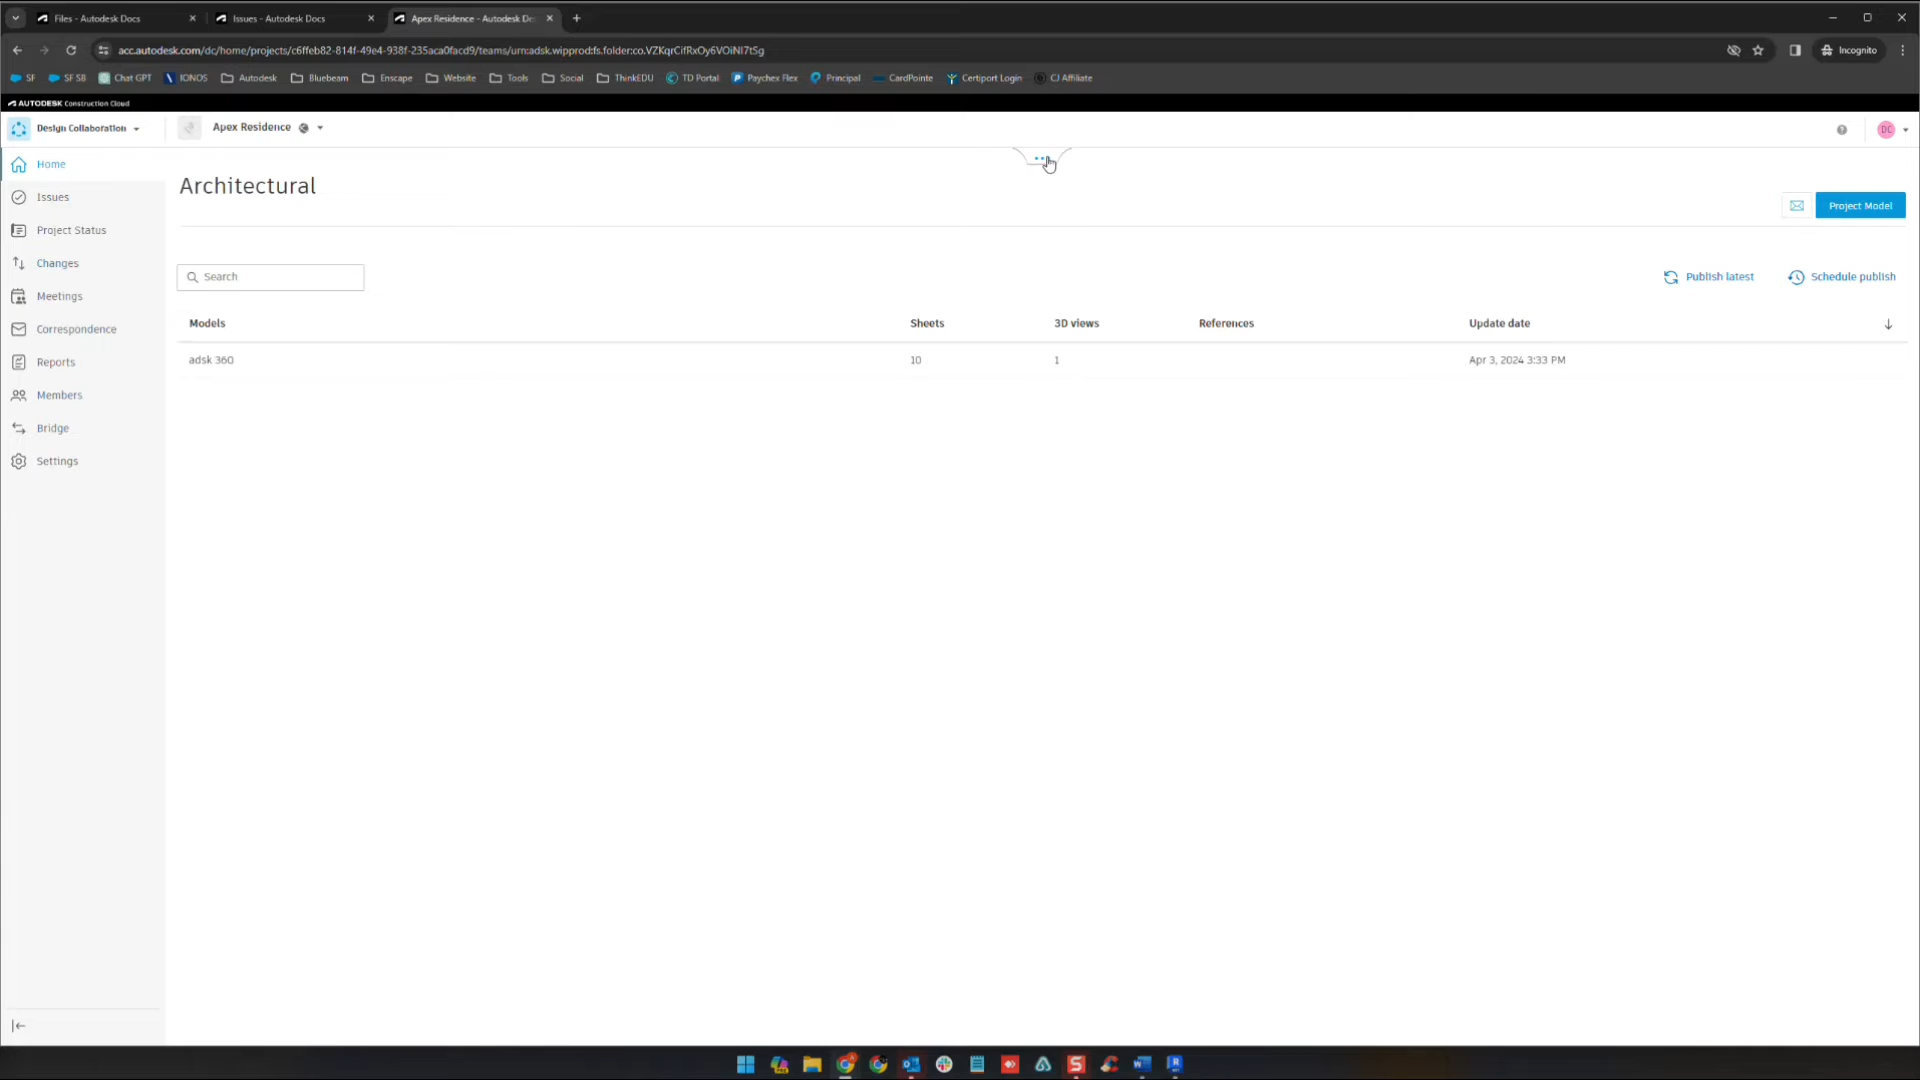 Files - Autodesk Docs
Issues - Autodesk Docs
Apex Residence - Autodesk De
acc.autodesk.com/dc/home/projects/c6ffeb82-814f-49e4-938f-235aca0facd9/teams/urn:adsk.wipprod:fs.folder:co.VZKqrCifRxOy6VOiNI7tSg
Incognito
SF
SF SB
Chat GPT
IONOS
Autodesk
Bluebeam
Enscape
Website
Tools
Social
ThinkEDU
TD Portal
Paychex Flex
Principal
CardPointe
Certiport Login
CJ Affiliate
AUTODESK Construction Cloud
Design Collaboration
Apex Residence
DC
Home
Issues
Project Status
Changes
Meetings
Correspondence
Reports
Members
Bridge
Settings
Architectural
Project Model
Search
Publish latest
Schedule publish
Models Sheets 3D views References Update date
adsk 360 10 1 Apr 3, 2024 3:33 PM